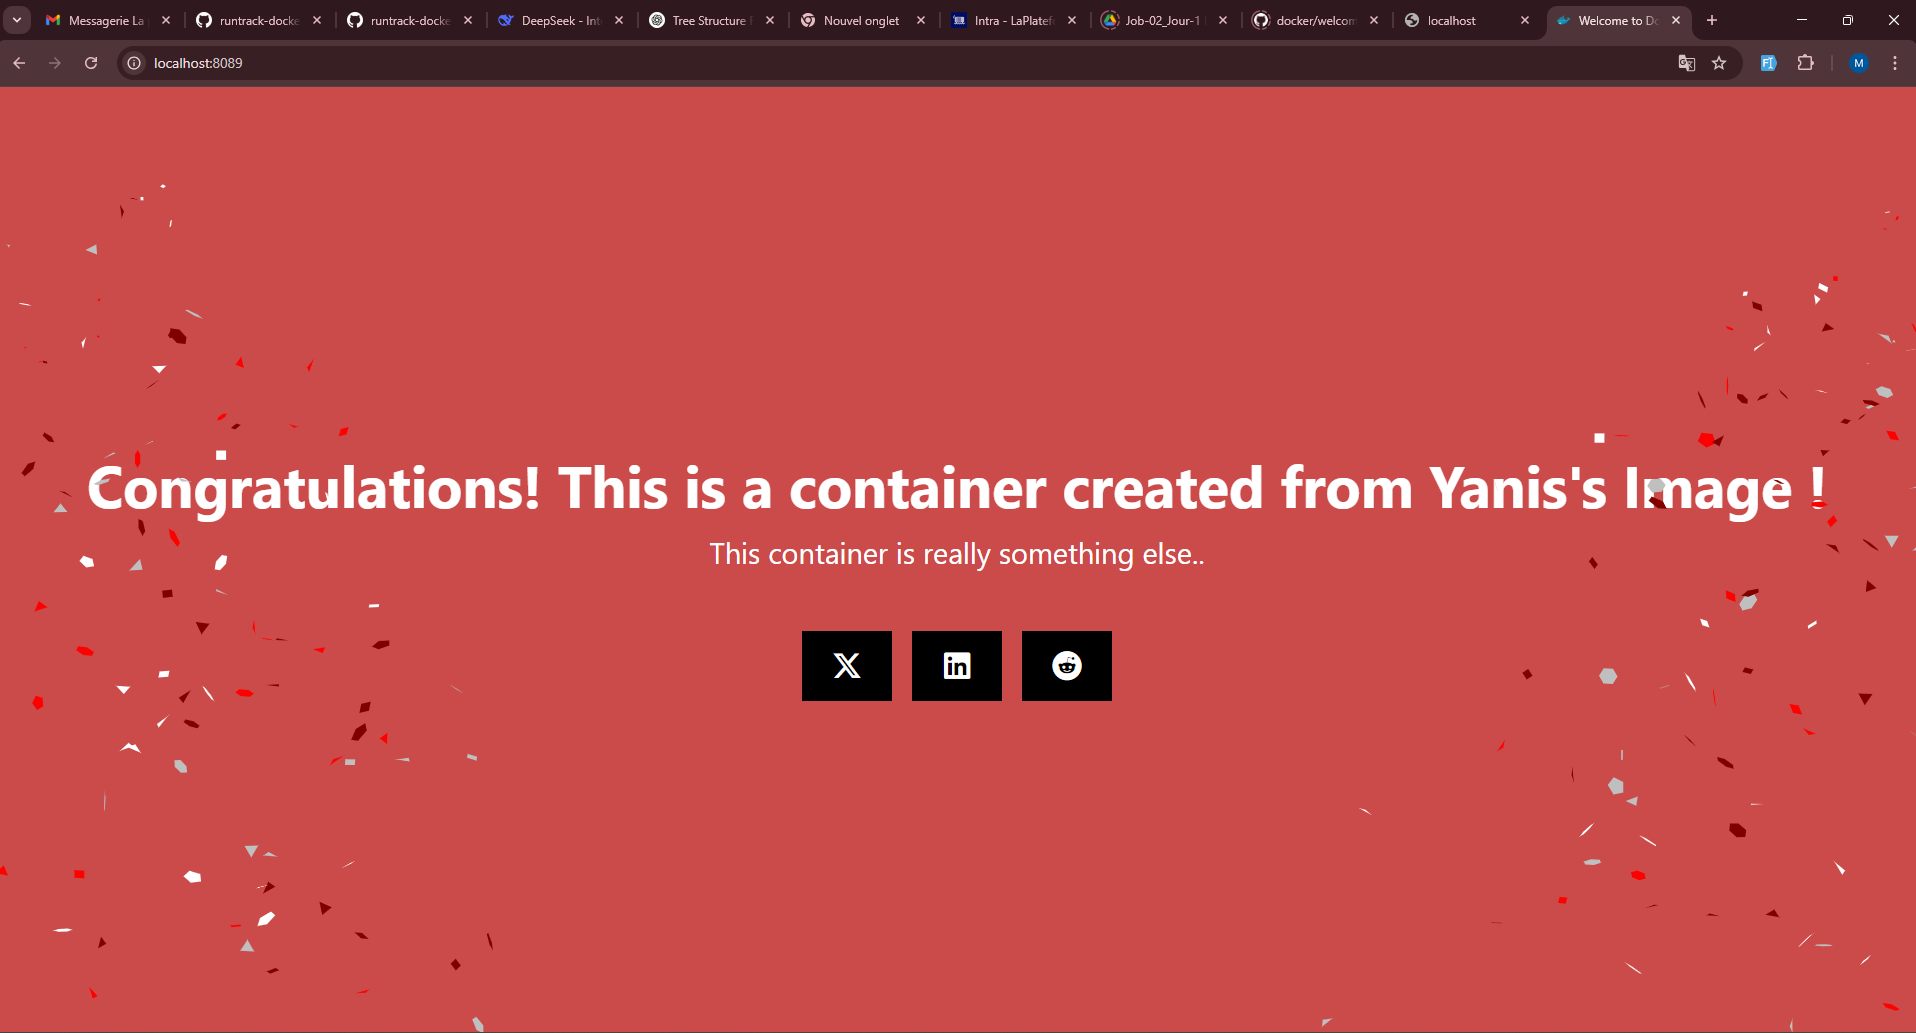 Messagerie La
runtrack-docke
runtrack-docke
DeepSeek - Int
Tree Structure
Nouvel onglet
Intra - LaPlatef
Job-02_Jour-1
docker/welcom
localhost
Welcome to Do
localhost:8089
M
Congratulations! This is a container created from Yanis's Image !
This container is really something else..